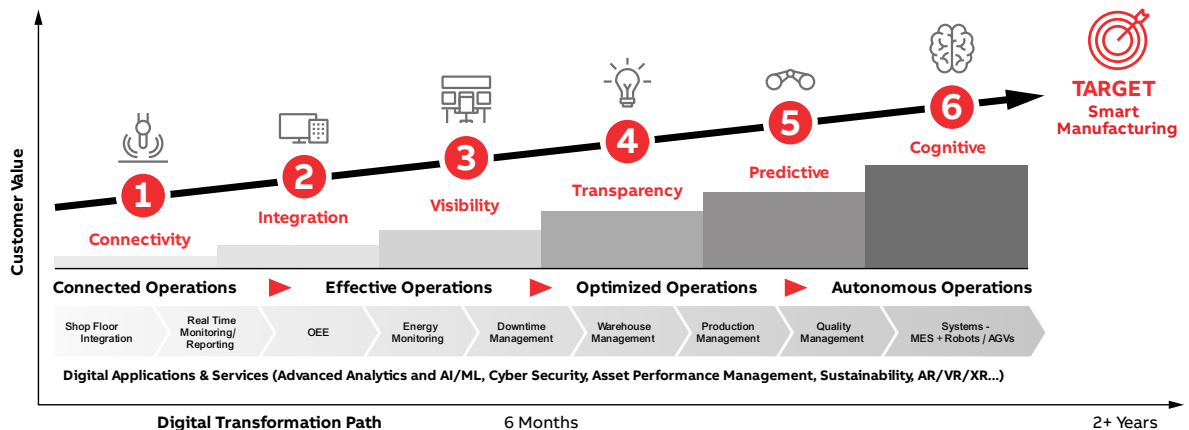 Customer Value
TARGET
Smart
Manufacturing
1
2
3
4
5
6
Connectivity
Integration
Visibility
Transparency
Predictive
Cognitive
Connected Operations
Effective Operations
Optimized Operations
Autonomous Operations
Shop Floor
Integration
Real Time
Monitoring/
Reporting
OEE
Energy
Monitoring
Downtime
Management
Warehouse
Management
Production
Management
Quality
Management
Systems -
MES + Robots / AGVs
Digital Applications & Services (Advanced Analytics and AI/ML, Cyber Security, Asset Performance Management, Sustainability, AR/VR/XR...)
Digital Transformation Path
6 Months
2+ Years